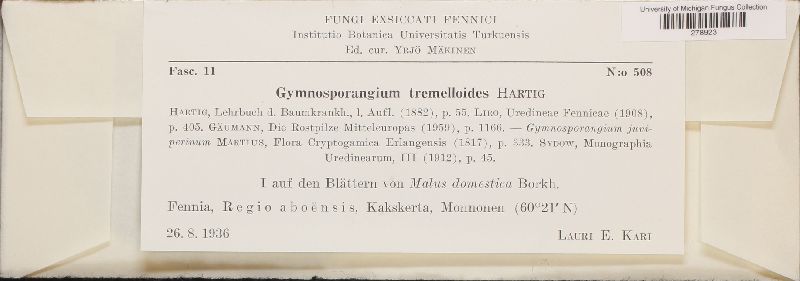 University of Michigan Fungus Collection
278923
FUNGI EXSICCATI FENNICI
Institutio Botanica Universitatis Turkuensis
Ed. cur. YRJÖ MÄKINEN
Fasc. 11
N:o 508
Gymnosporangium tremelloides HARTIG
HARTIG, Lehrbuch d. Baumkrankh., 1. Aufl. (1882), p. 55. LIRO, Uredineae Fennicae (1908),
p. 405. GÄUMANN, Die Rostpilze Mitteleuropas (1959), p. 1166. — Gymnosporangium juni-
perinum MARTIUS, Flora Cryptogamica Erlangensis (1817), p. 333. SYDOW, Monographia
Uredinearum, III (1912), p. 45.
I auf den Blättern von Malus domestica Borkh.
Fennia, Regio aboënsis, Kakskerta, Monnonen (60°21′ N)
26. 8. 1936
LAURI E. KARI